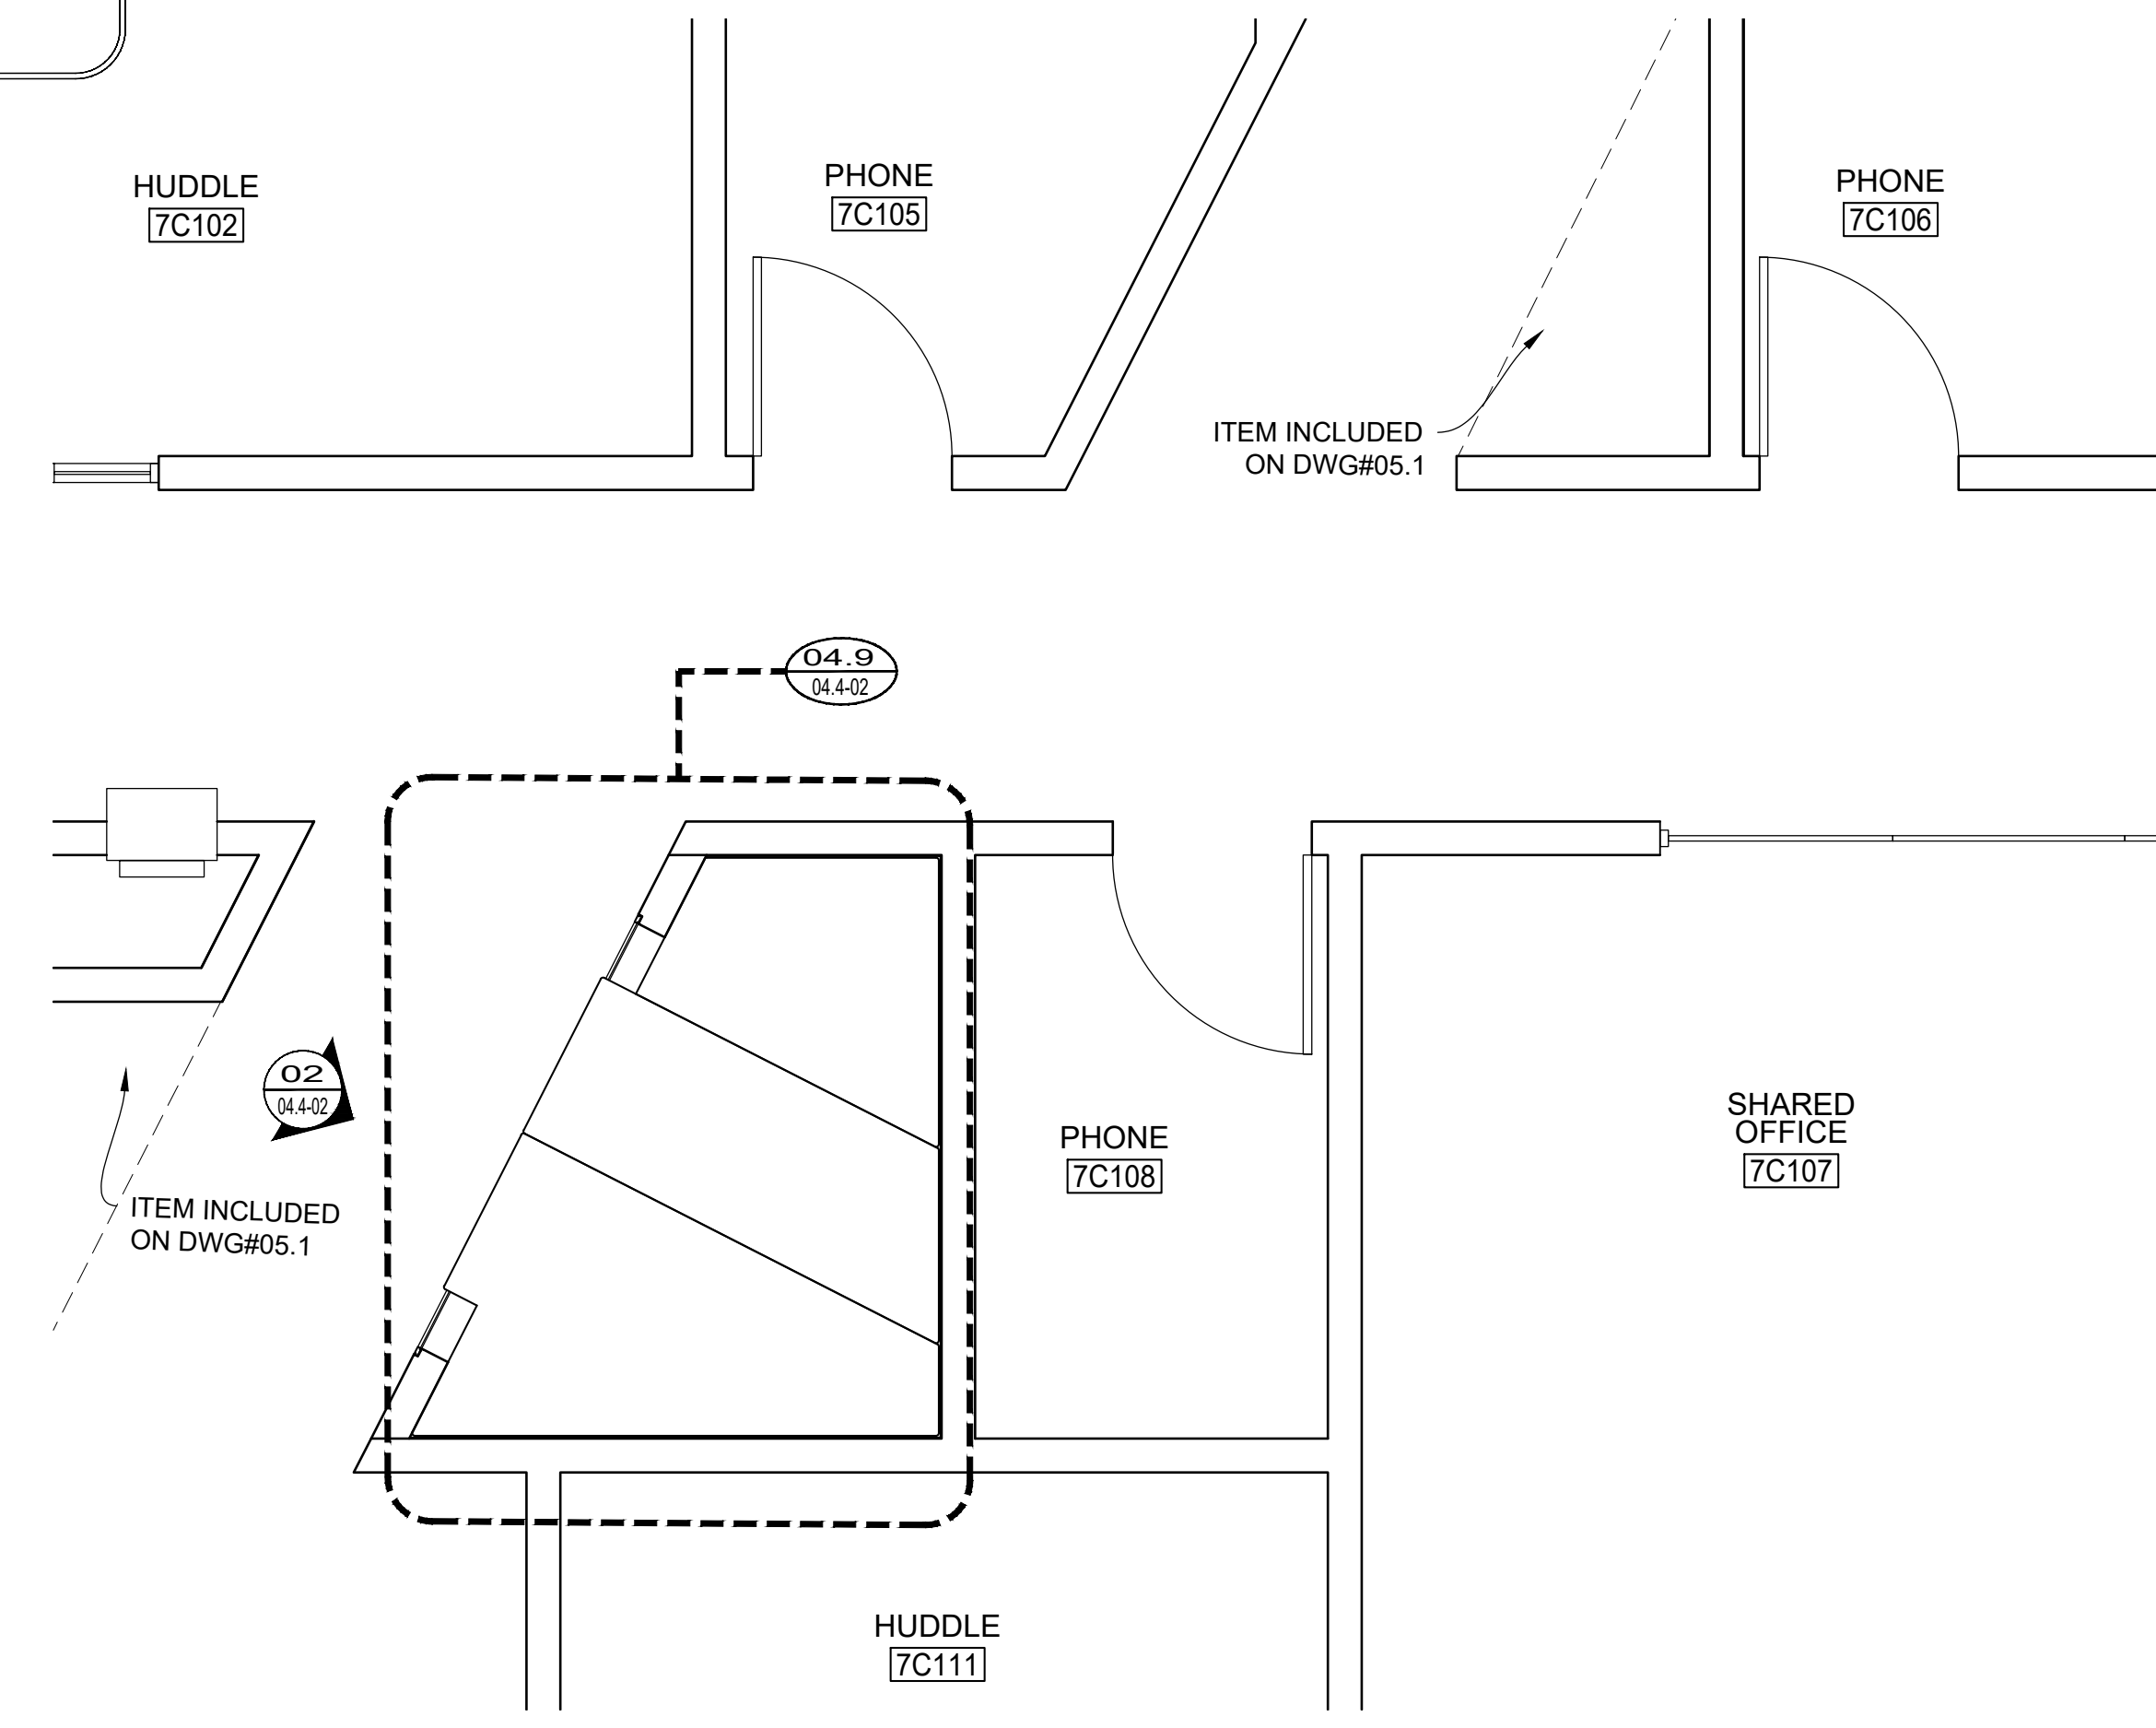 HUDDLE
7C102
PHONE
7C105
PHONE
7C106
ITEM INCLUDED
ON DWG#05.1
04.9
04.4-02
02
04.4-02
ITEM INCLUDED
ON DWG#05.1
PHONE
7C108
SHARED
OFFICE
7C107
HUDDLE
7C111